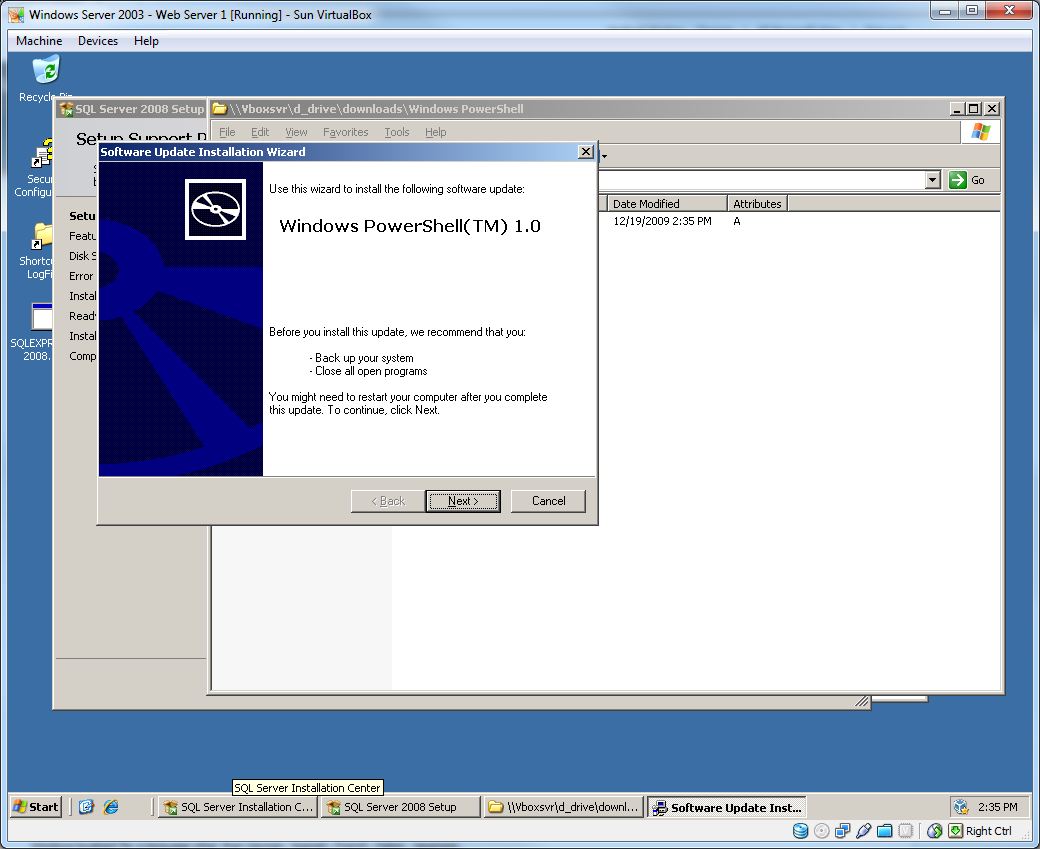 Windows Server 2003 - Web Server 1 [Running] - Sun VirtualBox
Machine Devices Help
Recycle Bin
SQL Server 2008 Setup
\\Vboxsvr\d_drive\downloads\Windows PowerShell
File Edit View Favorites Tools Help
Setup Support
Software Update Installation Wizard
Go
Use this wizard to install the following software update:
Date Modified Attributes
Windows PowerShell(TM) 1.0
12/19/2009 2:35 PM A
Secu
Configu
Setu
Featu
Disk S
Error
Instal
Read
Instal
Comp
Shortc
LogFi
SQLEXPR
2008.
Before you install this update, we recommend that you:
- Back up your system
- Close all open programs
You might need to restart your computer after you complete
this update. To continue, click Next.
< Back Next > Cancel
SQL Server Installation Center
Start
SQL Server Installation C...
SQL Server 2008 Setup
\\Vboxsvr\d_drive\downl...
Software Update Inst...
2:35 PM
Right Ctrl